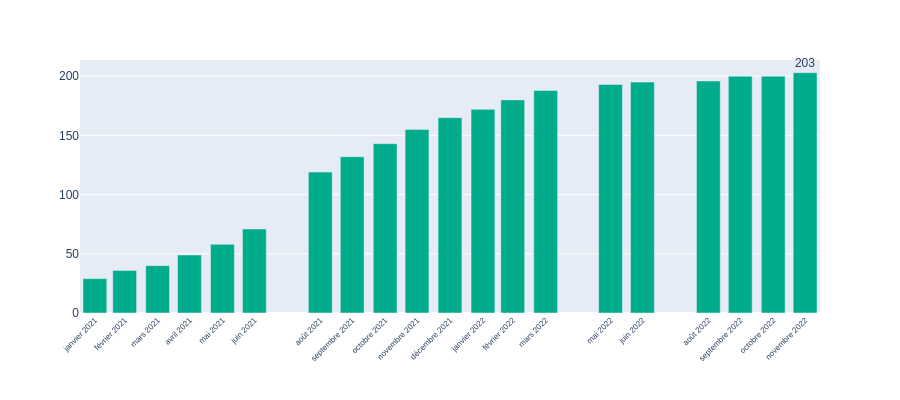 203
200
150
100
50
0
janvier 2021
février 2021
mars 2021
avril 2021
mai 2021
juin 2021
août 2021
septembre 2021
octobre 2021
novembre 2021
décembre 2021
janvier 2022
février 2022
mars 2022
mai 2022
juin 2022
août 2022
septembre 2022
octobre 2022
novembre 2022